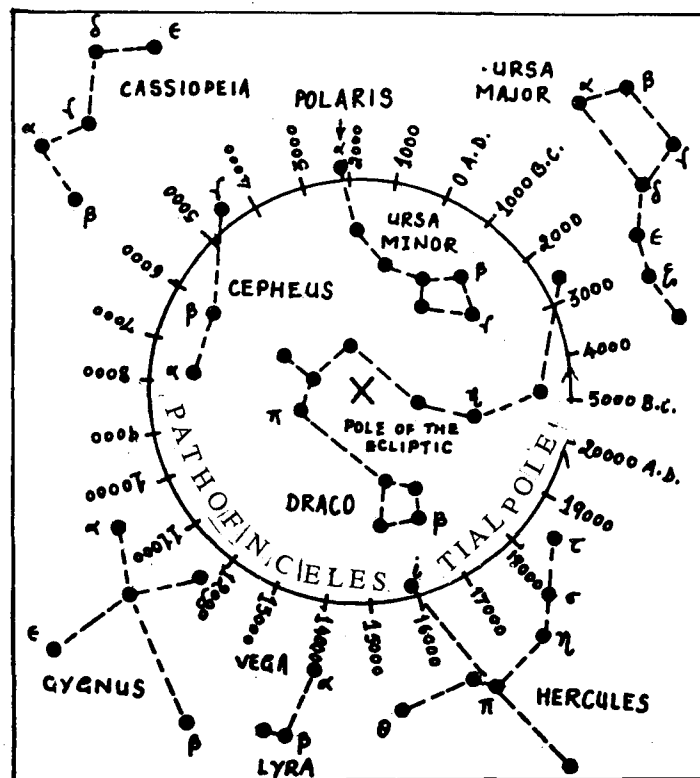 δ
ε
CASSIOPEIA
γ
α
β
POLARIS
α
URSA
MAJOR
α
β
γ
δ
ε
ξ
5000
4000
3000
2000
1000
0 A.D.
1000 B.C.
2000
3000
4000
5000 B.C.
6000
7000
8000
9000
10000
11000
12000
13000
14000
15000
16000
17000
18000
19000
20000 A.D.
URSA
MINOR
β
γ
γ
CEPHEUS
β
α
π
η
POLE OF THE
ECLIPTIC
DRACO
β
PATH OF N CELESTIAL POLE
α
β
ε
GYGNUS
β
VEGA
α
β
LYRA
i
τ
σ
η
π
θ
HERCULES